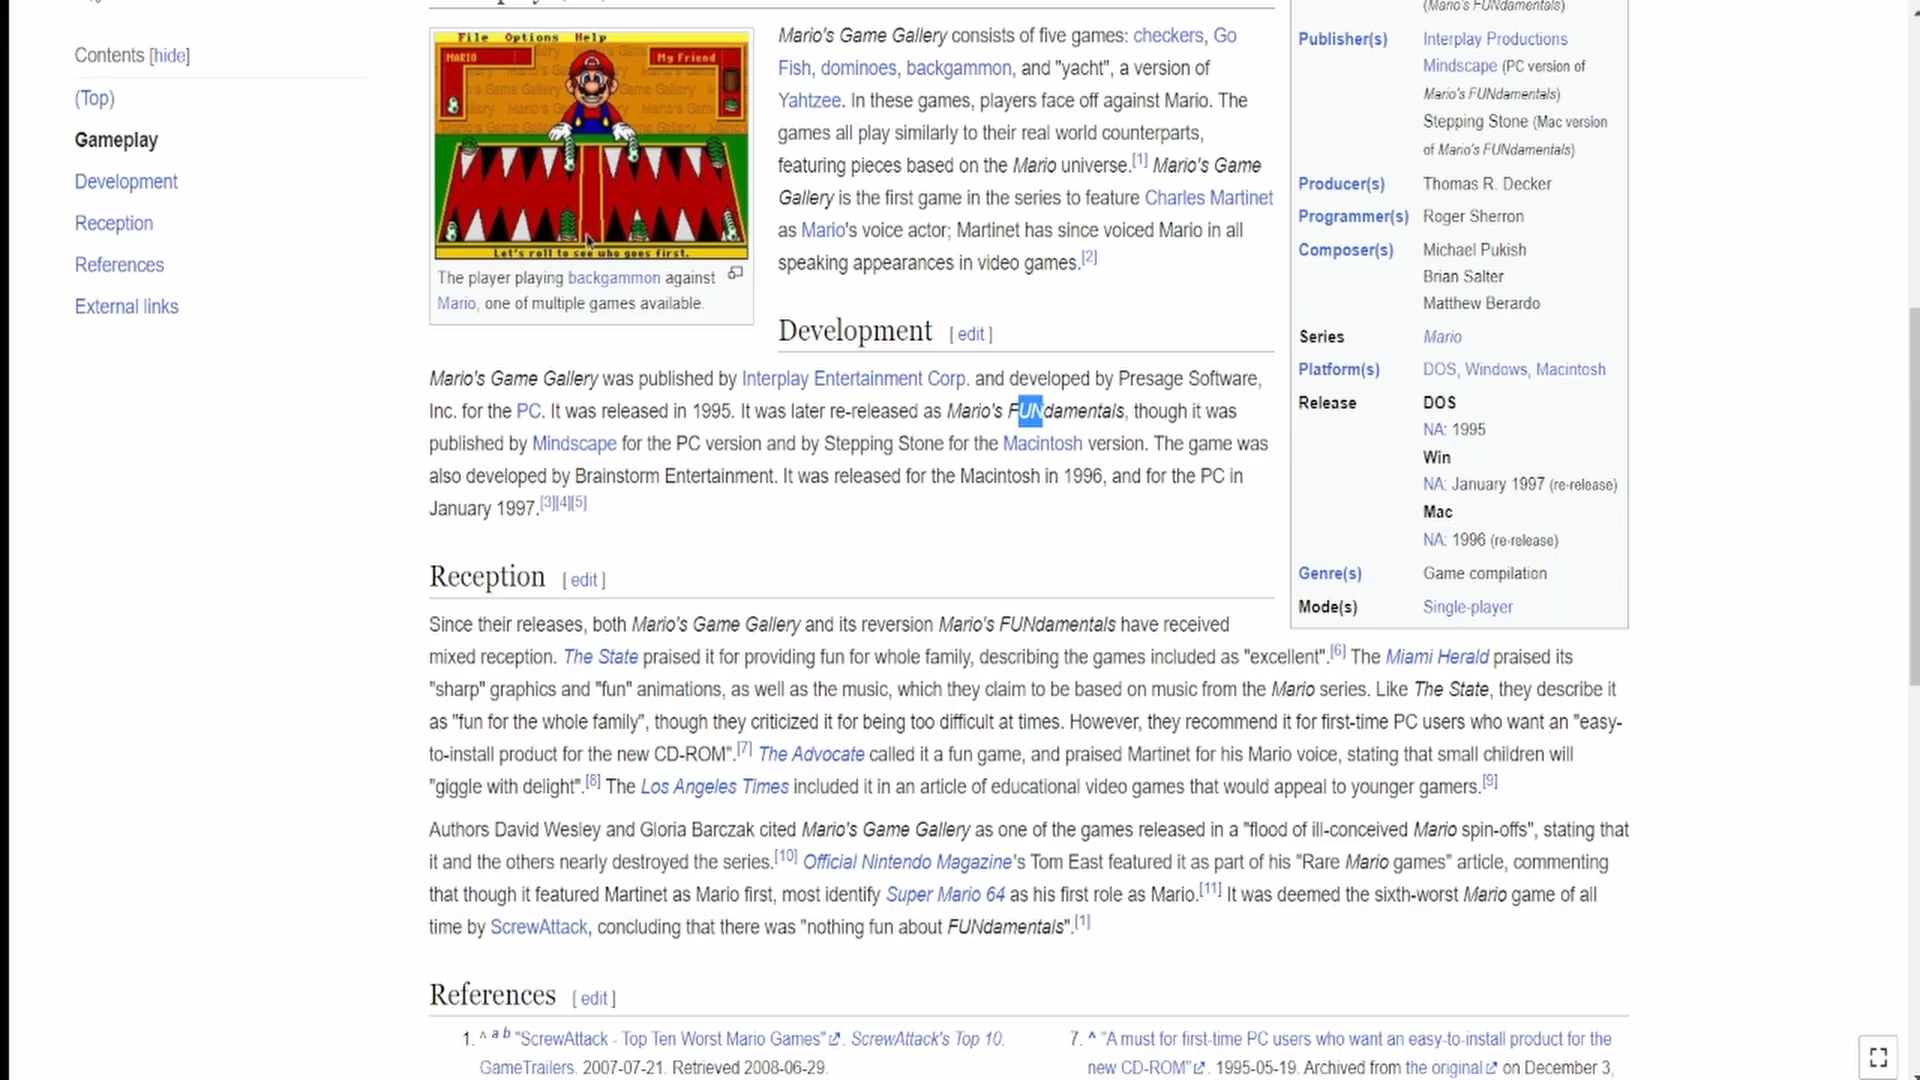 Contents [hide]
(Top)
Gameplay
Development
Reception
References
External links
File Options Help
MARIO
My Friend
Let's roll to see who goes first.
The player playing backgammon against
Mario, one of multiple games available.
Mario's Game Gallery consists of five games: checkers, Go
Fish, dominoes, backgammon, and "yacht", a version of
Yahtzee. In these games, players face off against Mario. The
games all play similarly to their real world counterparts,
featuring pieces based on the Mario universe.[1] Mario's Game
Gallery is the first game in the series to feature Charles Martinet
as Mario's voice actor; Martinet has since voiced Mario in all
speaking appearances in video games.[2]
Development [ edit ]
Mario's Game Gallery was published by Interplay Entertainment Corp. and developed by Presage Software,
Inc. for the PC. It was released in 1995. It was later re-released as Mario's FUNdamentals, though it was
published by Mindscape for the PC version and by Stepping Stone for the Macintosh version. The game was
also developed by Brainstorm Entertainment. It was released for the Macintosh in 1996, and for the PC in
January 1997.[3][4][5]
(Mario's FUNdamentals)
Publisher(s) Interplay Productions
Mindscape (PC version of
Mario's FUNdamentals)
Stepping Stone (Mac version
of Mario's FUNdamentals)
Producer(s) Thomas R. Decker
Programmer(s) Roger Sherron
Composer(s) Michael Pukish
Brian Salter
Matthew Berardo
Series Mario
Platform(s) DOS, Windows, Macintosh
Release DOS
NA: 1995
Win
NA: January 1997 (re-release)
Mac
NA: 1996 (re-release)
Genre(s) Game compilation
Mode(s) Single-player
Reception [ edit ]
Since their releases, both Mario's Game Gallery and its reversion Mario's FUNdamentals have received
mixed reception. The State praised it for providing fun for whole family, describing the games included as "excellent".[6] The Miami Herald praised its
"sharp" graphics and "fun" animations, as well as the music, which they claim to be based on music from the Mario series. Like The State, they describe it
as "fun for the whole family", though they criticized it for being too difficult at times. However, they recommend it for first-time PC users who want an "easy-
to-install product for the new CD-ROM".[7] The Advocate called it a fun game, and praised Martinet for his Mario voice, stating that small children will
"giggle with delight".[8] The Los Angeles Times included it in an article of educational video games that would appeal to younger gamers.[9]
Authors David Wesley and Gloria Barczak cited Mario's Game Gallery as one of the games released in a "flood of ill-conceived Mario spin-offs", stating that
it and the others nearly destroyed the series.[10] Official Nintendo Magazine's Tom East featured it as part of his "Rare Mario games" article, commenting
that though it featured Martinet as Mario first, most identify Super Mario 64 as his first role as Mario.[11] It was deemed the sixth-worst Mario game of all
time by ScrewAttack, concluding that there was "nothing fun about FUNdamentals".[1]
References [ edit ]
1. ^ a b "ScrewAttack - Top Ten Worst Mario Games". ScrewAttack's Top 10.
GameTrailers. 2007-07-21. Retrieved 2008-06-29.
7. ^ "A must for first-time PC users who want an easy-to-install product for the
new CD-ROM". 1995-05-19. Archived from the original on December 3,